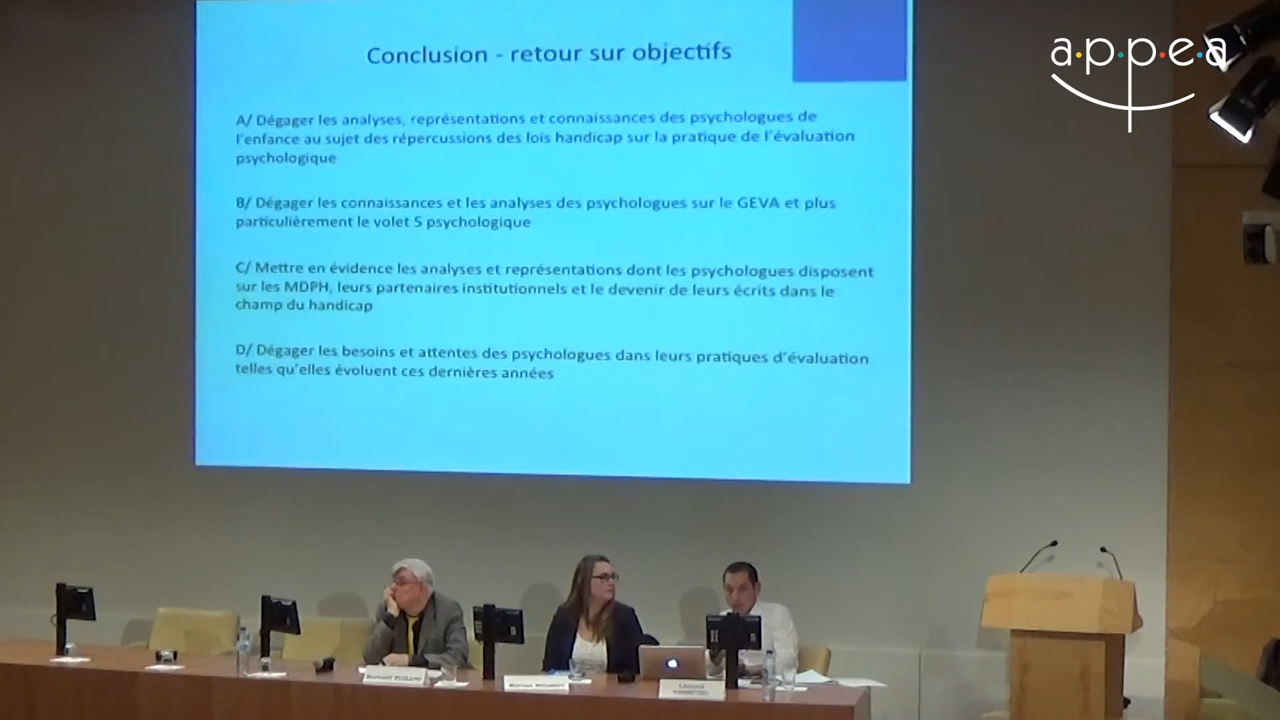 Conclusion - retour sur objectifs
a.p.p.e.a
A/ Dégager les analyses, représentations et connaissances des psychologues de
l'enfance au sujet des répercussions des lois handicap sur la pratique de l'évaluation
psychologique
B/ Dégager les connaissances et les analyses des psychologues sur le GEVA et plus
particulièrement le volet 5 psychologique
C/ Mettre en évidence les analyses et représentations dont les psychologues disposent
sur les MDPH, leurs partenaires institutionnels et le devenir de leurs écrits dans le
champ du handicap
D/ Dégager les besoins et attentes des psychologues dans leurs pratiques d'évaluation
telles qu'elles évoluent ces dernières années
Bernard